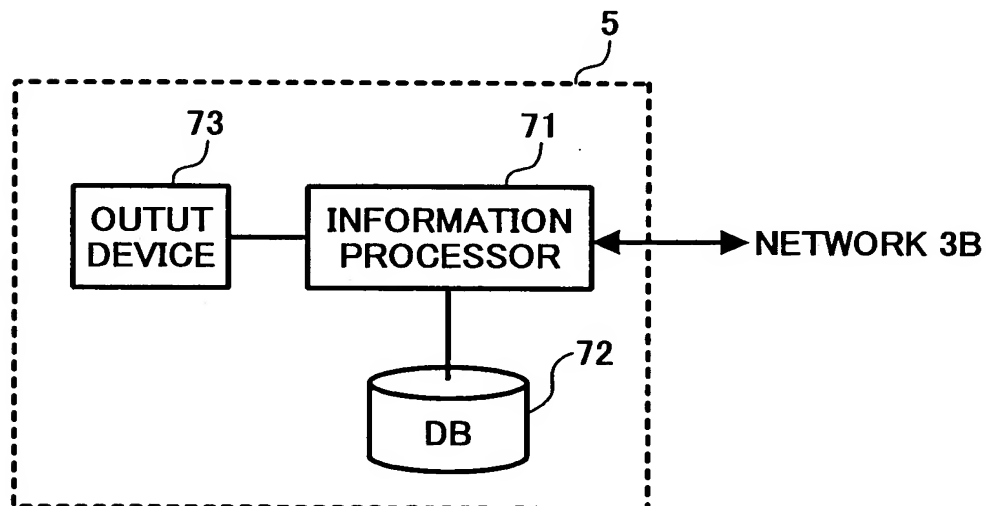 5
73
71
OUTUT
DEVICE
INFORMATION
PROCESSOR
NETWORK 3B
72
DB